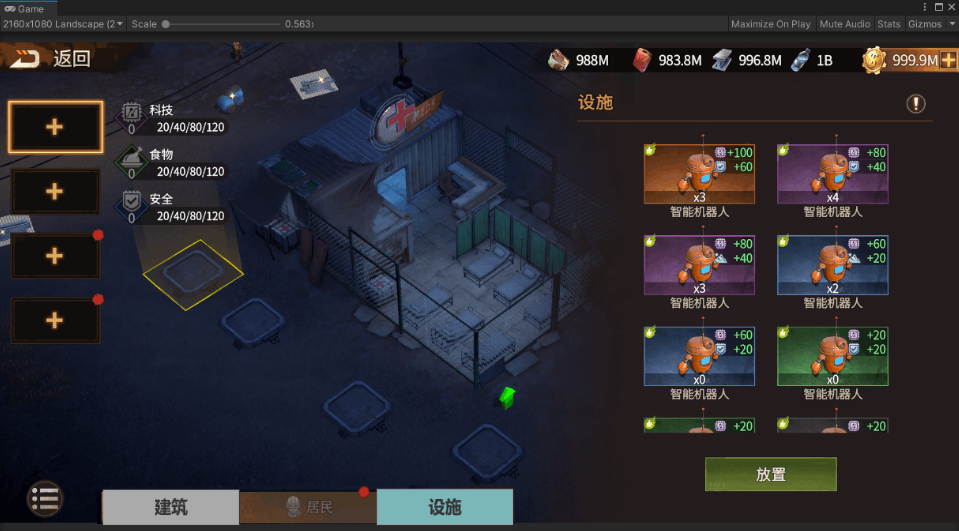 Game
2160x1080 Landscape (2
Scale
0.563
Maximize On Play
Mute Audio
Stats
Gizmos
返回
988M
983.8M
996.8M
1B
999.9M
科技
0
20/40/80/120
食物
0
20/40/80/120
安全
0
20/40/80/120
设施
+100
+60
x3
智能机器人
+80
+40
x4
智能机器人
+80
+40
x3
智能机器人
+60
+20
x2
智能机器人
+60
+20
x0
智能机器人
+20
+20
x0
智能机器人
+20
+20
放置
建筑
居民
设施